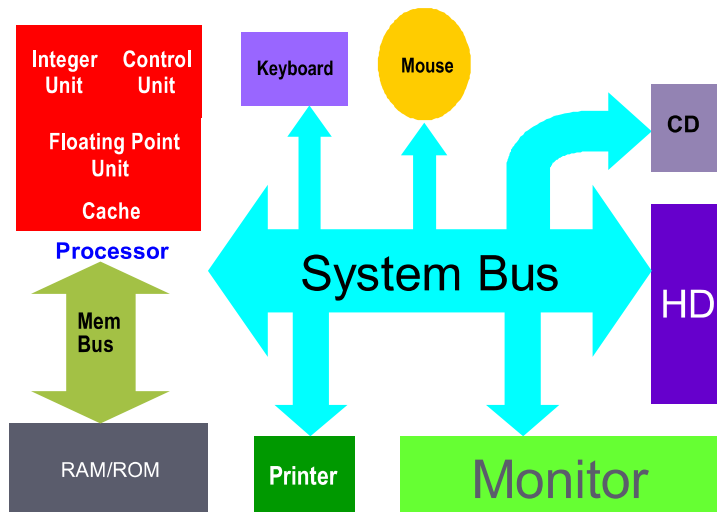 Integer Unit
Control Unit
Floating Point
Unit
Cache
Processor
Mem
Bus
RAM/ROM
Keyboard
Mouse
CD
System Bus
HD
Printer
Monitor